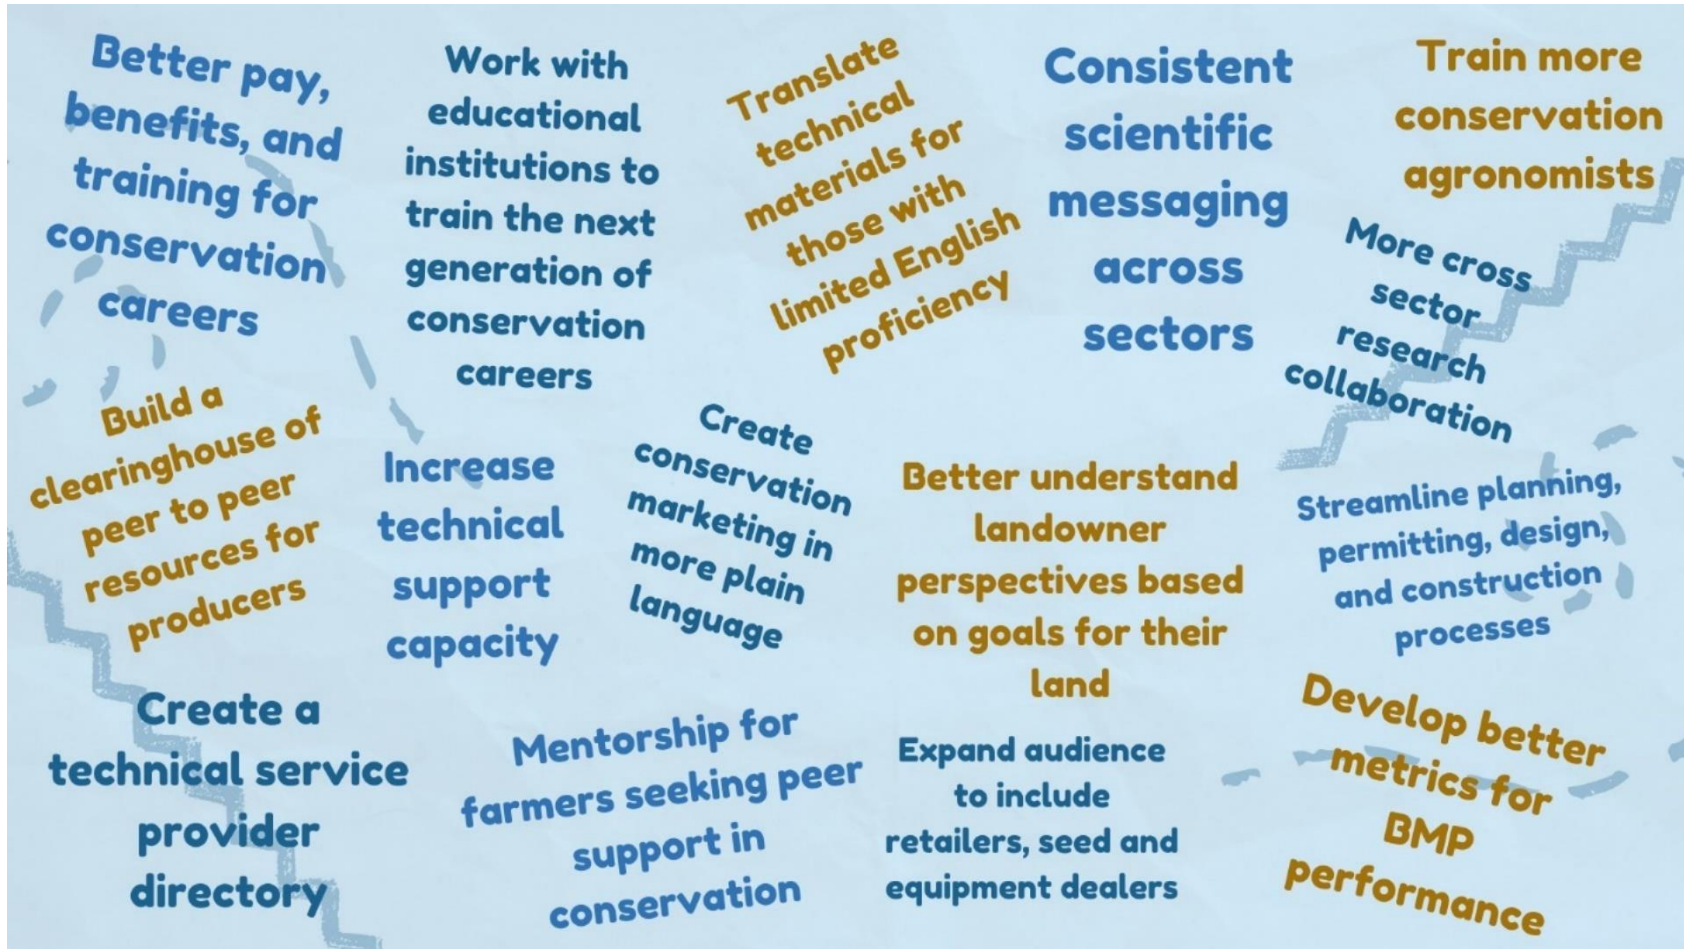 Better pay,
benefits, and
training for
conservation
careers
Work with
educational
institutions to
train the next
generation of
conservation
careers
Translate
technical
materials for
those with
limited English
proficiency
Consistent
scientific
messaging
across
sectors
Train more
conservation
agronomists
More cross
sector
research
collaboration
Build a
clearinghouse of
peer to peer
resources for
producers
Increase
technical
support
capacity
Create
conservation
marketing in
more plain
language
Better understand
landowner
perspectives based
on goals for their
land
Streamline planning,
permitting, design,
and construction
processes
Create a
technical service
provider
directory
Mentorship for
farmers seeking peer
support in
conservation
Expand audience
to include
retailers, seed and
equipment dealers
Develop better
metrics for
BMP
performance